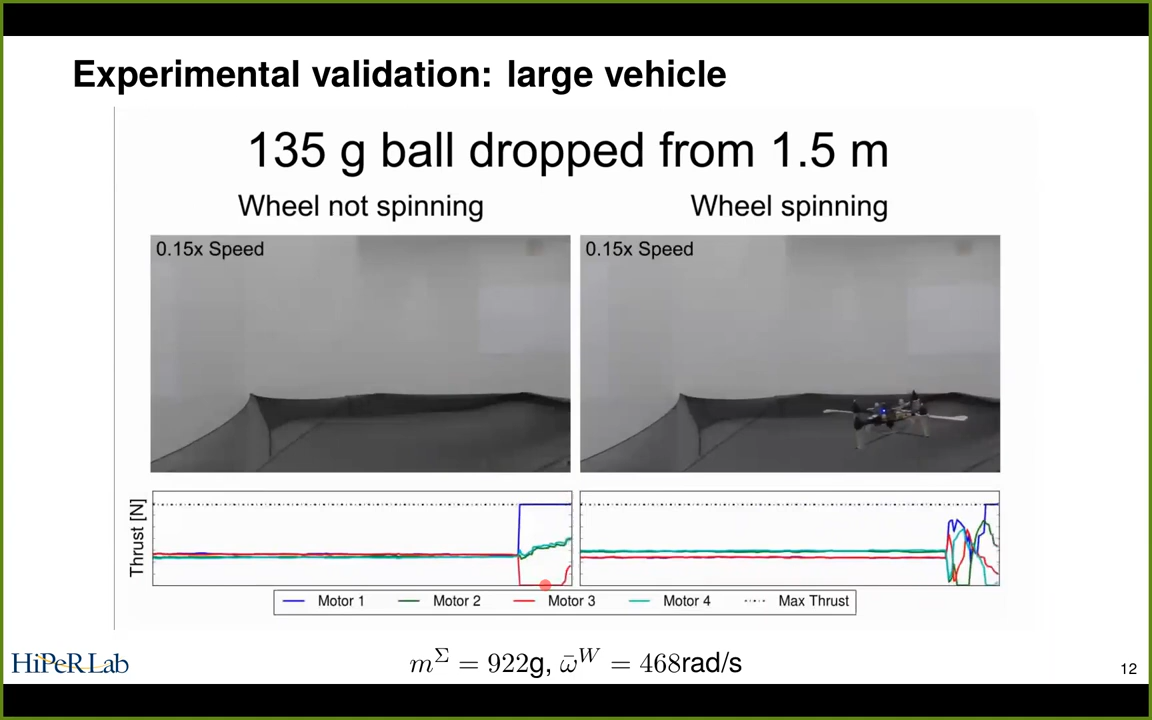 Experimental validation: large vehicle
135 g ball dropped from 1.5 m
Wheel not spinning
Wheel spinning
0.15x Speed
0.15x Speed
Thrust [N]
Motor 1 Motor 2 Motor 3 Motor 4 Max Thrust
HiPeRLab
m^Σ = 922g, ω̄^W = 468rad/s
12